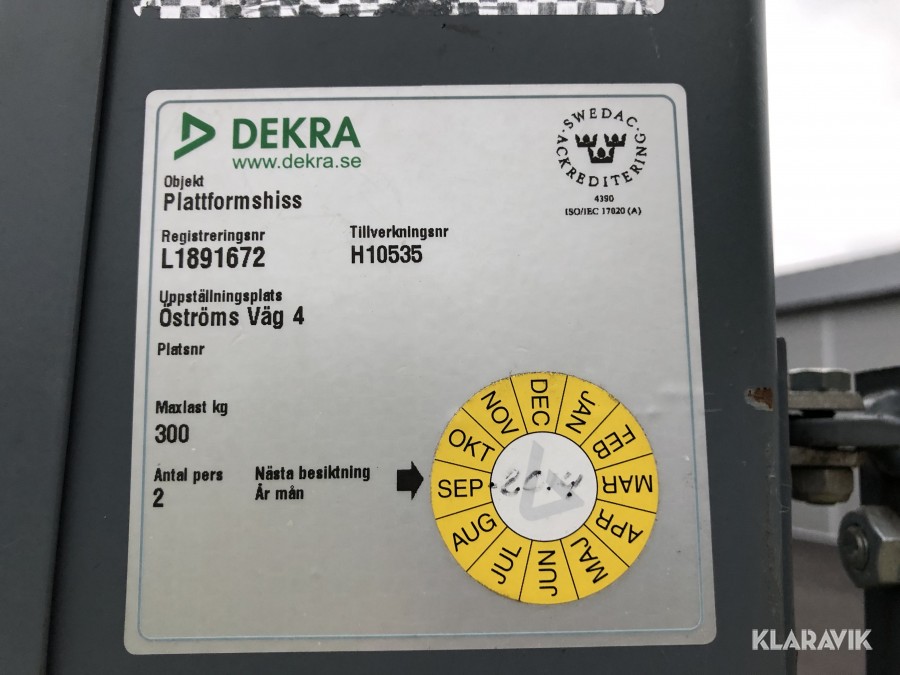 DEKRA
www.dekra.se
SWEDAC
ACKREDITERING
4390
ISO/IEC 17020 (A)
Objekt
Plattformshiss
Registreringsnr Tillverkningsnr
L1891672 H10535
Uppställningsplats
Öströms Väg 4
Platsnr
Maxlast kg
300
Antal pers Nästa besiktning
2 År mån
DEC
JAN
FEB
MAR
APR
MAJ
JUN
JUL
AUG
SEP
OKT
NOV
KLARAVIK